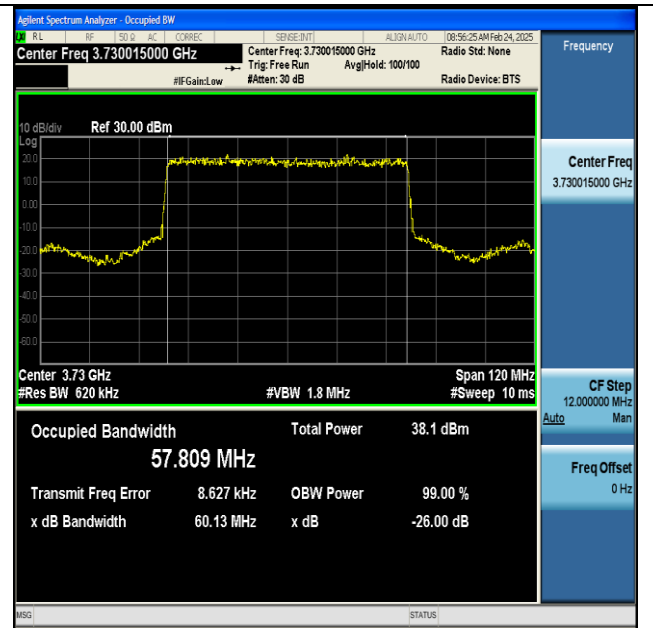 Agilent Spectrum Analyzer - Occupied BW
LXI RL RF 50 Ω AC CORREC SENSE:INT ALIGN AUTO 08:56:25 AM Feb 24, 2025
Center Freq 3.730015000 GHz
Center Freq: 3.730015000 GHz
Radio Std: None
Trig: Free Run Avg|Hold: 100/100
#IFGain:Low
#Atten: 30 dB
Radio Device: BTS
Frequency
10 dB/div Ref 30.00 dBm
Log
20.0
10.0
0.00
-10.0
-20.0
-30.0
-40.0
-50.0
-60.0
Center 3.73 GHz
Span 120 MHz
#Res BW 620 kHz
#VBW 1.8 MHz
#Sweep 10 ms
Occupied Bandwidth
Total Power 38.1 dBm
57.809 MHz
Transmit Freq Error 8.627 kHz
OBW Power 99.00 %
x dB Bandwidth 60.13 MHz
x dB -26.00 dB
Center Freq
3.730015000 GHz
CF Step
12.000000 MHz
Auto Man
Freq Offset
0 Hz
MSG
STATUS